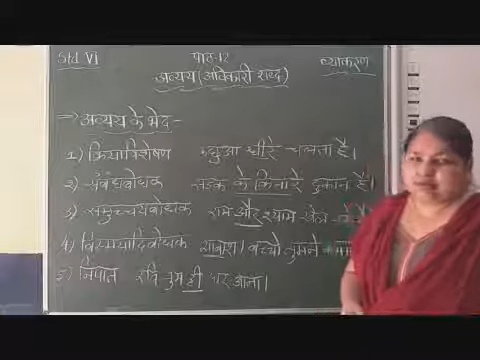 Std VI पाठ-12 व्याकरण
अव्यय (अविकारी शब्द)
⇒ अव्यय के भेद -
1) क्रियाविशेषण कछुआ धीरे चलता है।
2) संबंधबोधक सड़क के किनारे दुकान है।
3) समुच्चयबोधक राम और श्याम खेल
4) विस्मयादिबोधक शाबाश! बच्चों तुमने
5) निपात रवि तुम ही घर आना।